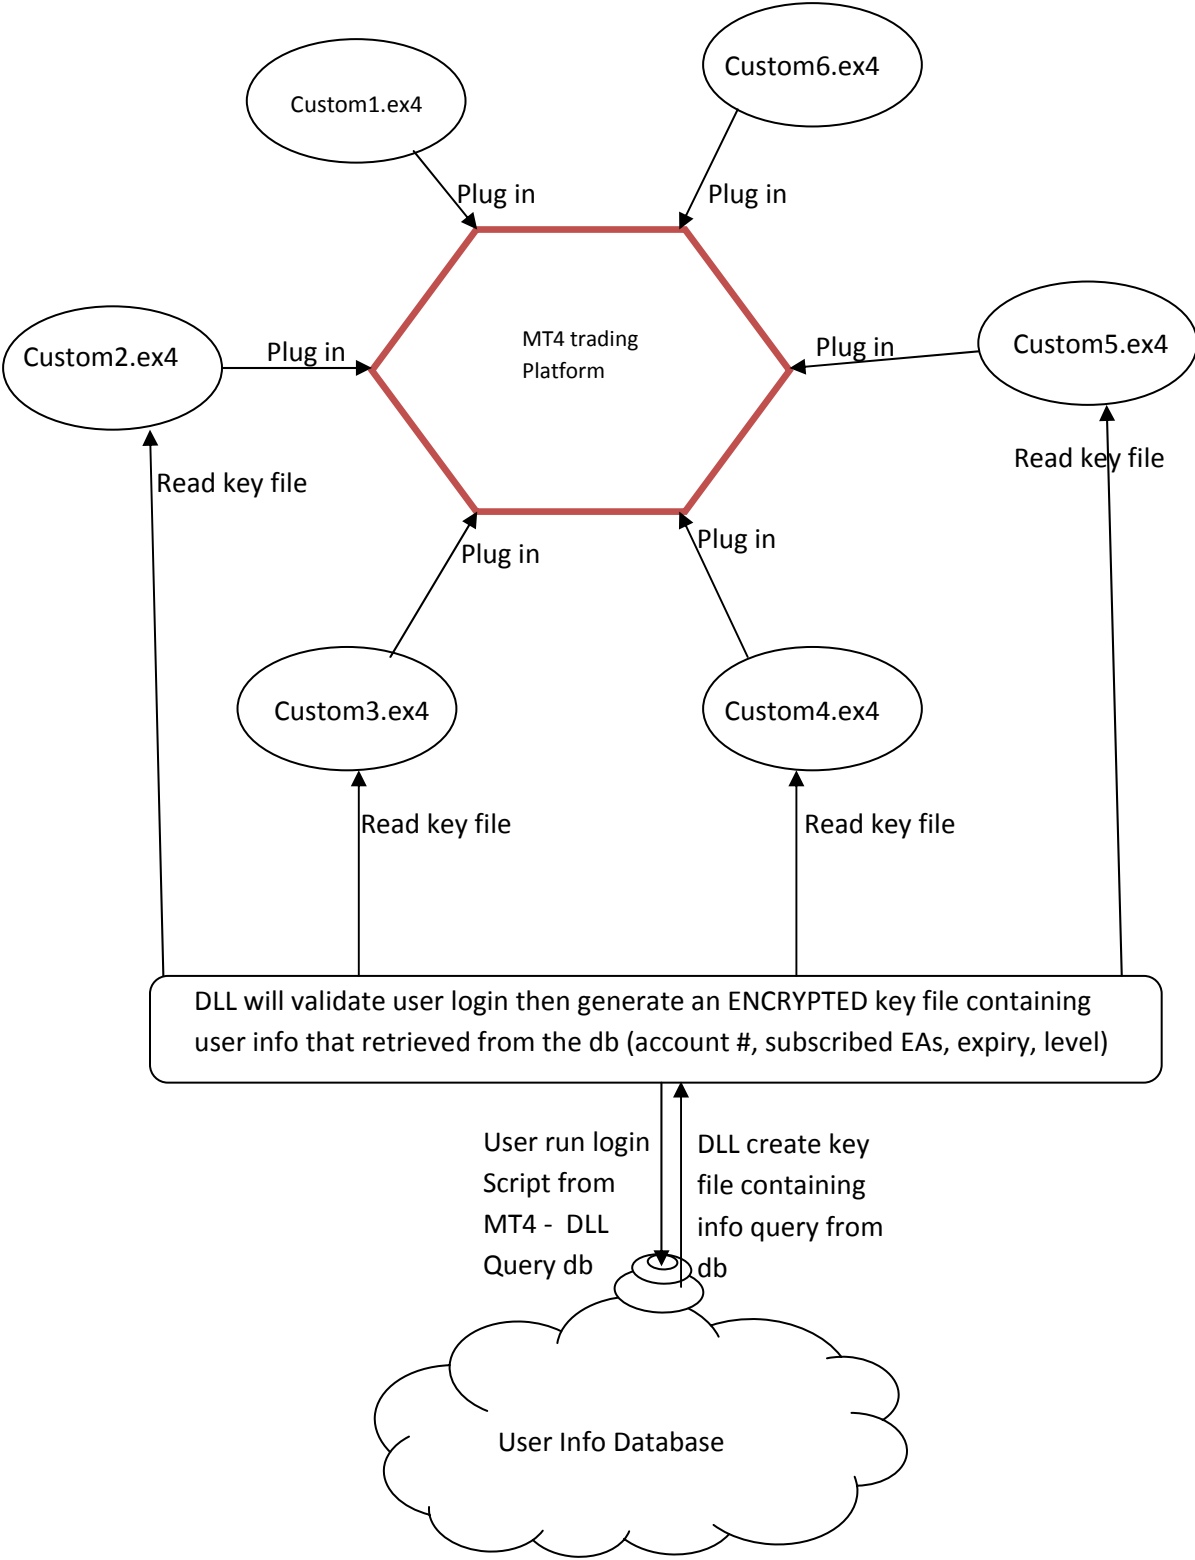 Custom6.ex4
Custom1.ex4
Plug in
Plug in
MT4 trading
Platform
Custom2.ex4
Plug in
Plug in
Custom5.ex4
Read key file
Read key file
Plug in
Plug in
Custom3.ex4
Custom4.ex4
Read key file
Read key file
DLL will validate user login then generate an ENCRYPTED key file containing
user info that retrieved from the db (account #, subscribed EAs, expiry, level)
User run login
Script from
MT4 -  DLL
Query db
DLL create key
file containing
info query from
db
User Info Database